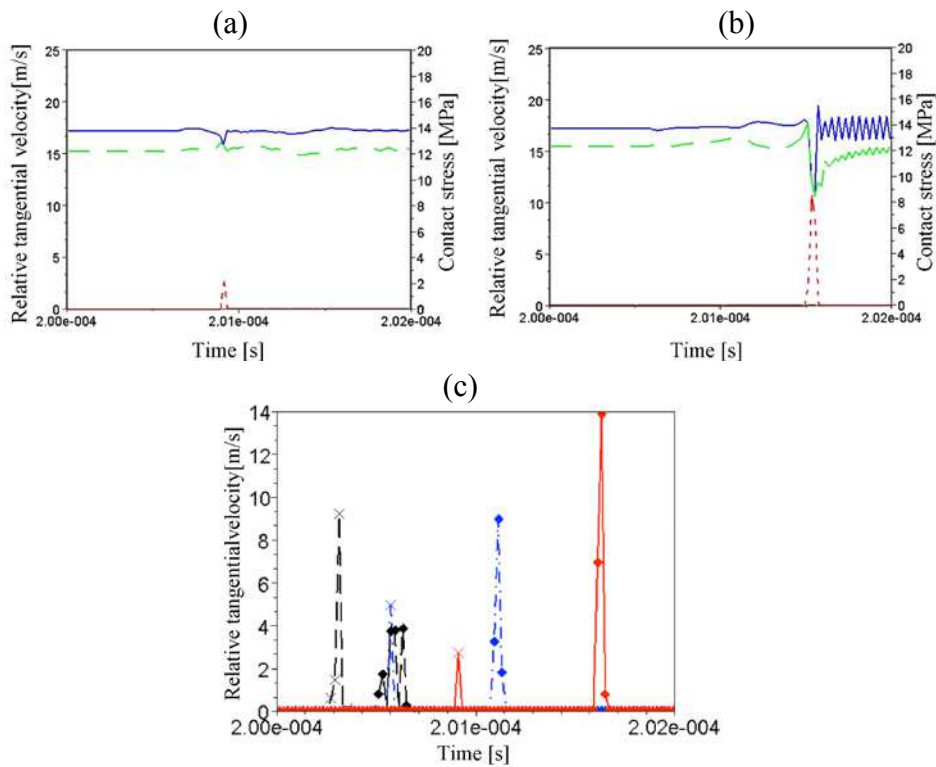 (a)
Relative tangential velocity[m/s]
25
20
15
10
5
0
20
18
16
14
12
10
8
6
4
2
0
Contact stress [MPa]
2.00e-004
2.01e-004
2.02e-004
Time [s]
(b)
Relative tangential velocity[m/s]
25
20
15
10
5
0
20
18
16
14
12
10
8
6
4
2
0
Contact stress [MPa]
2.00e-004
2.01e-004
2.02e-004
Time [s]
(c)
Relative tangentialvelocity[m/s]
14
12
10
8
6
4
2
0
2.00e-004
2.01e-004
2.02e-004
Time [s]